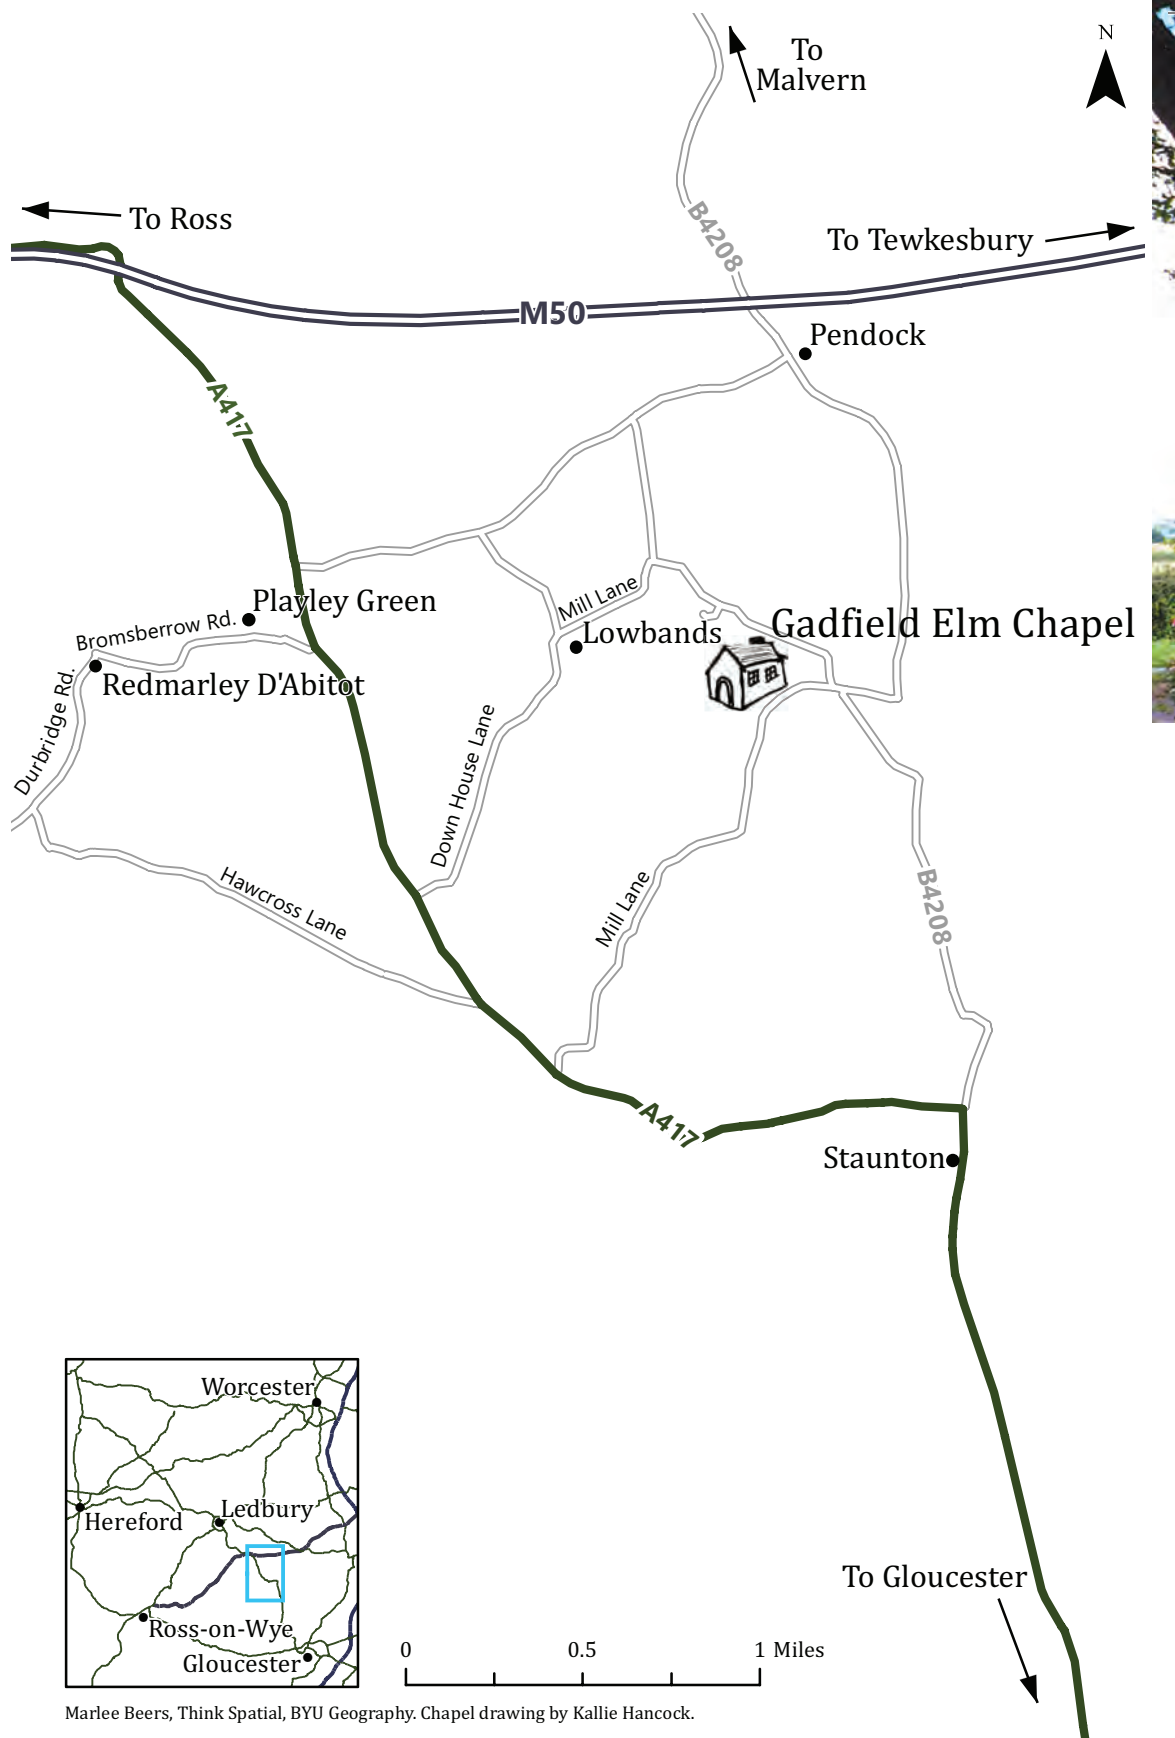 N
To
Malvern
To Ross
B4208
To Tewkesbury
M50
Pendock
A417
Playley Green
Mill Lane
Bromsberrow Rd.
Lowbands
Gadfield Elm Chapel
Redmarley D'Abitot
Durbridge Rd.
Down House Lane
Hawcross Lane
Mill Lane
B4208
A417
Staunton
Worcester
Hereford
Ledbury
Ross-on-Wye
Gloucester
To Gloucester
0 0.5 1 Miles
Marlee Beers, Think Spatial, BYU Geography. Chapel drawing by Kallie Hancock.